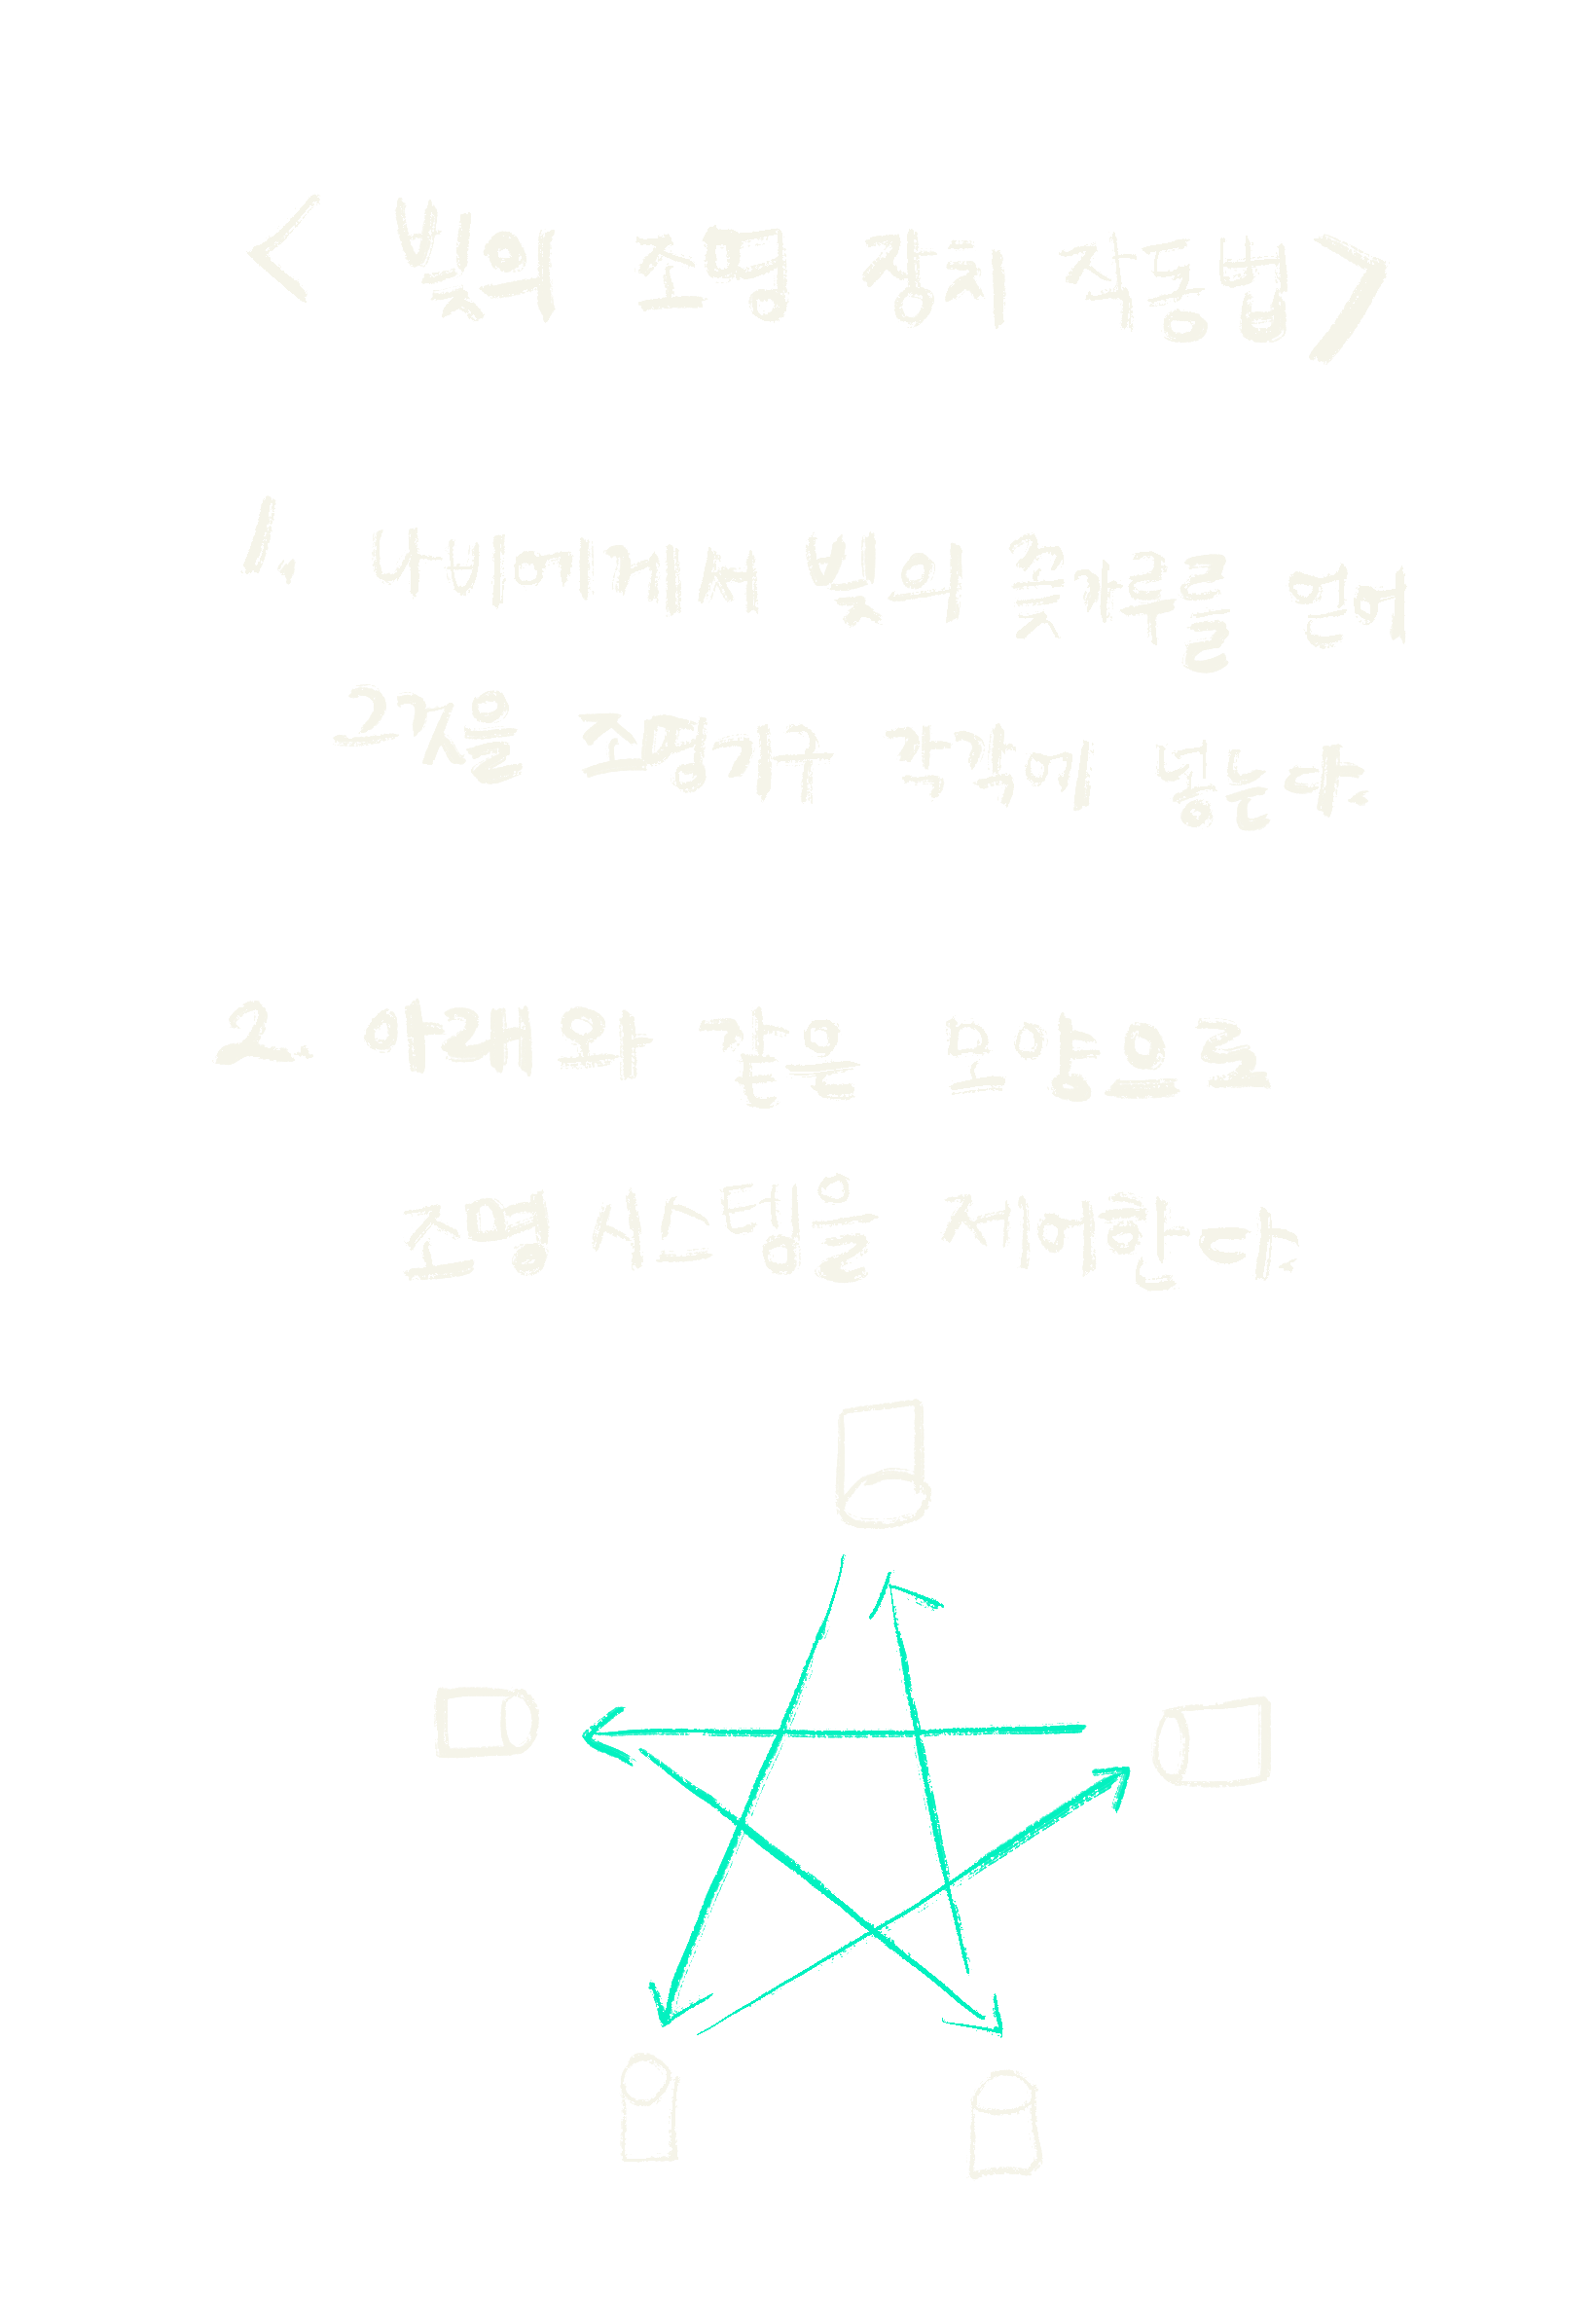 <빛의 조명 장치 작동법>
1. 나비에게서 빛의 꽃가루를 얻어
그것을 조명기구 각각에 넣는다.
2. 아래와 같은 모양으로
조명 시스템을 제어한다.